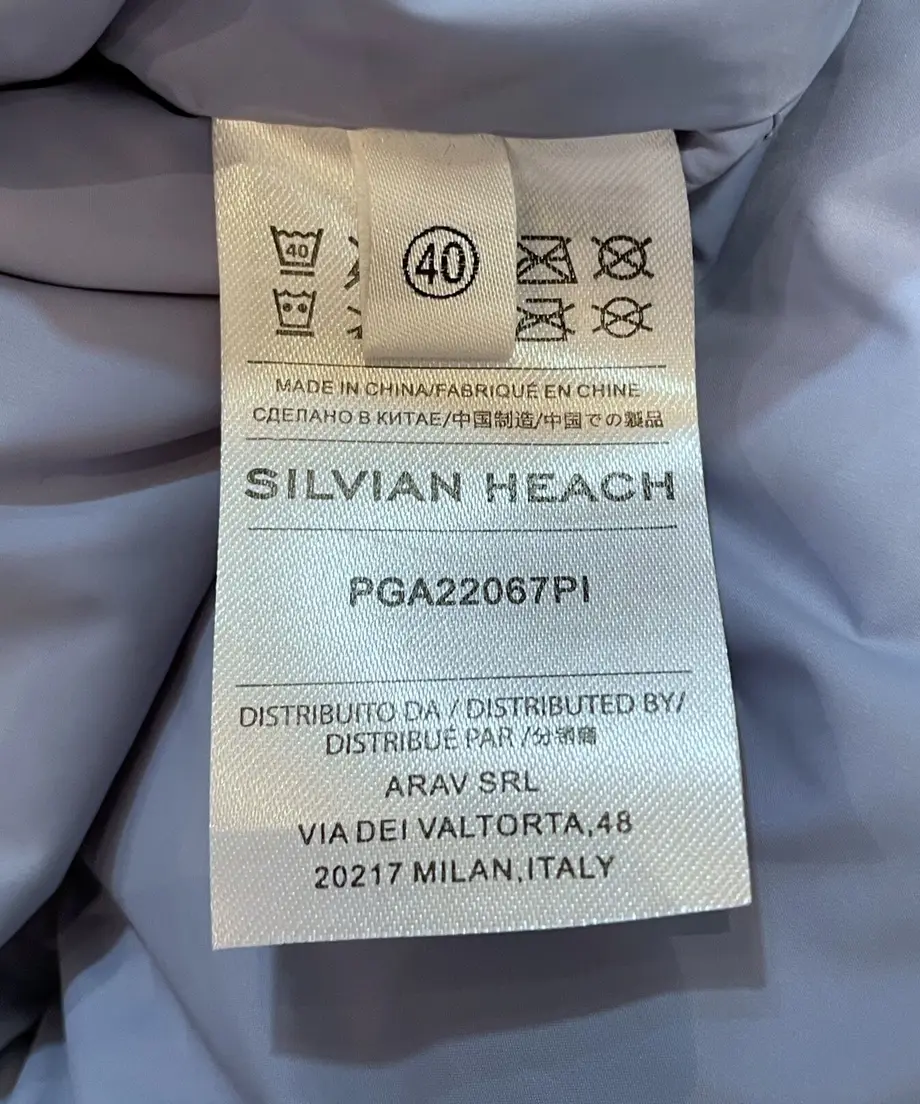 40
40
MADE IN CHINA/FABRIQUÉ EN CHINE
СДЕЛАНО В КИТАЕ/中国制造/中国での製品
SILVIAN HEACH
PGA22067PI
DISTRIBUITO DA / DISTRIBUTED BY/
DISTRIBUÉ PAR /分销商
ARAV SRL
VIA DEI VALTORTA,48
20217 MILAN,ITALY